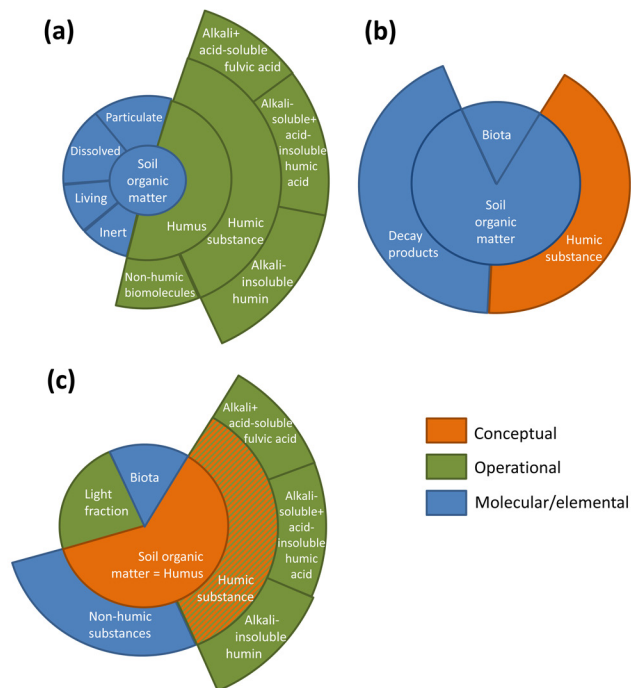 (a)
Alkali+
acid-soluble
fulvic acid
Alkali-
soluble+
acid-
insoluble
humic
acid
Particulate
Dissolved
Soil
organic
matter
Living
Inert
Humus
Humic
substance
Non-humic
biomolecules
Alkali-
insoluble
humin
(b)
Biota
Soil
organic
matter
Decay
products
Humic
substance
(c)
Alkali+
acid-soluble
fulvic acid
Biota
Light
fraction
Alkali-
soluble+
acid-
insoluble
humic
acid
Soil organic
matter = Humus
Humic
substance
Non-humic
substances
Alkali-
insoluble
humin
Conceptual
Operational
Molecular/elemental